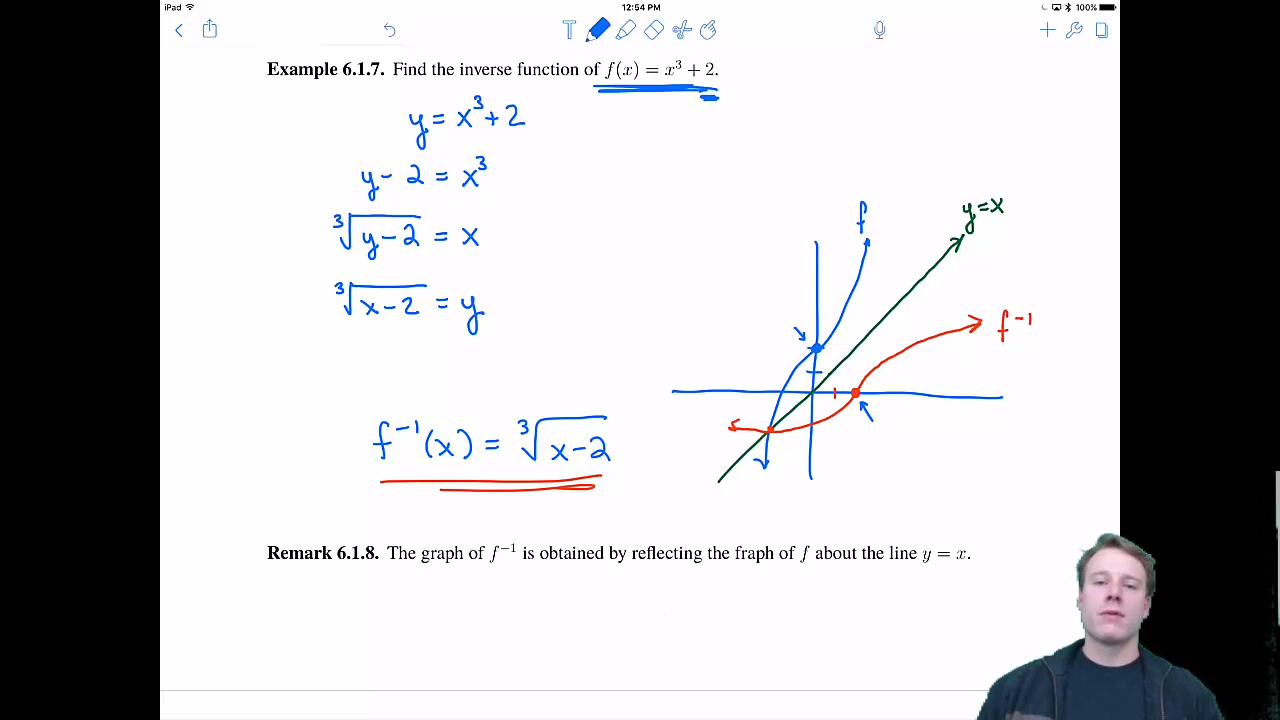 iPad 12:54 PM 100%
T
Example 6.1.7. Find the inverse function of f(x) = x³ + 2.
y = x³ + 2
y - 2 = x³
∛(y-2) = x
∛(x-2) = y
f⁻¹(x) = ∛(x-2)
f
y=x
f⁻¹
Remark 6.1.8. The graph of f⁻¹ is obtained by reflecting the fraph of f about the line y = x.